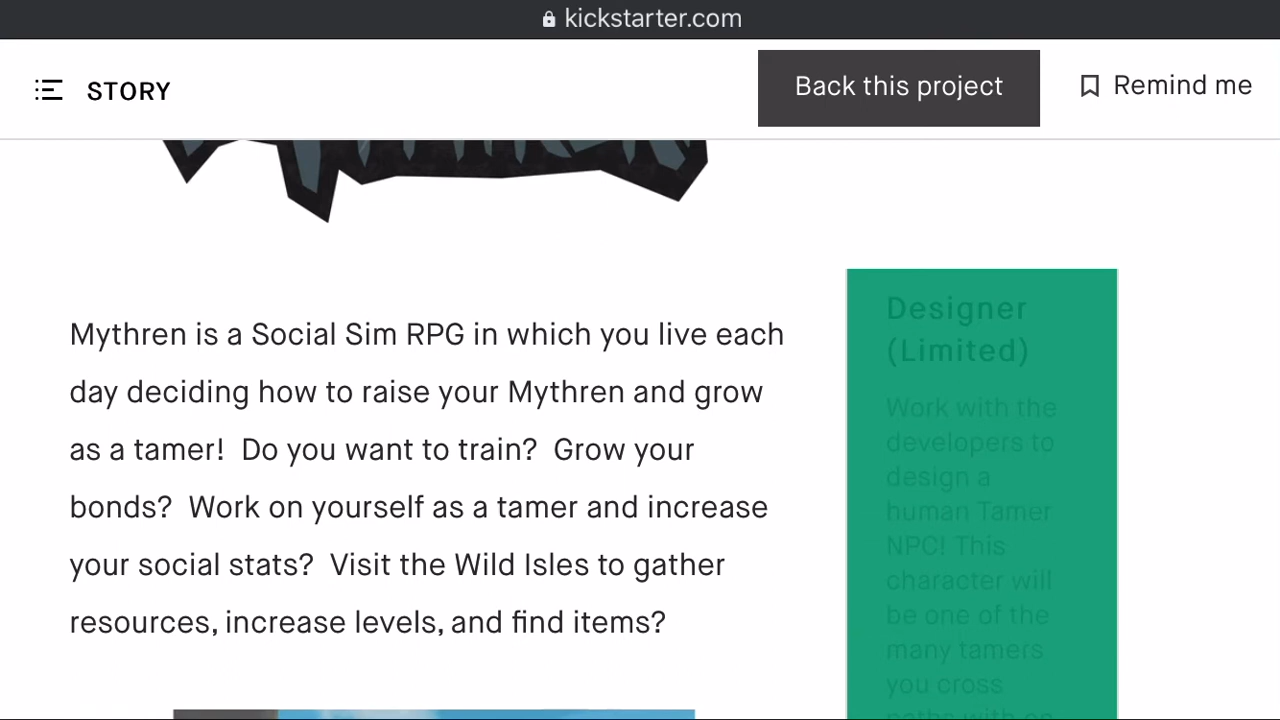 kickstarter.com
STORY
Back this project
Remind me
Mythren is a Social Sim RPG in which you live each
day deciding how to raise your Mythren and grow
as a tamer!  Do you want to train?  Grow your
bonds?  Work on yourself as a tamer and increase
your social stats?  Visit the Wild Isles to gather
resources, increase levels, and find items?
Designer
(Limited)
Work with the
developers to
design a
human Tamer
NPC! This
character will
be one of the
many tamers
you cross
paths with on